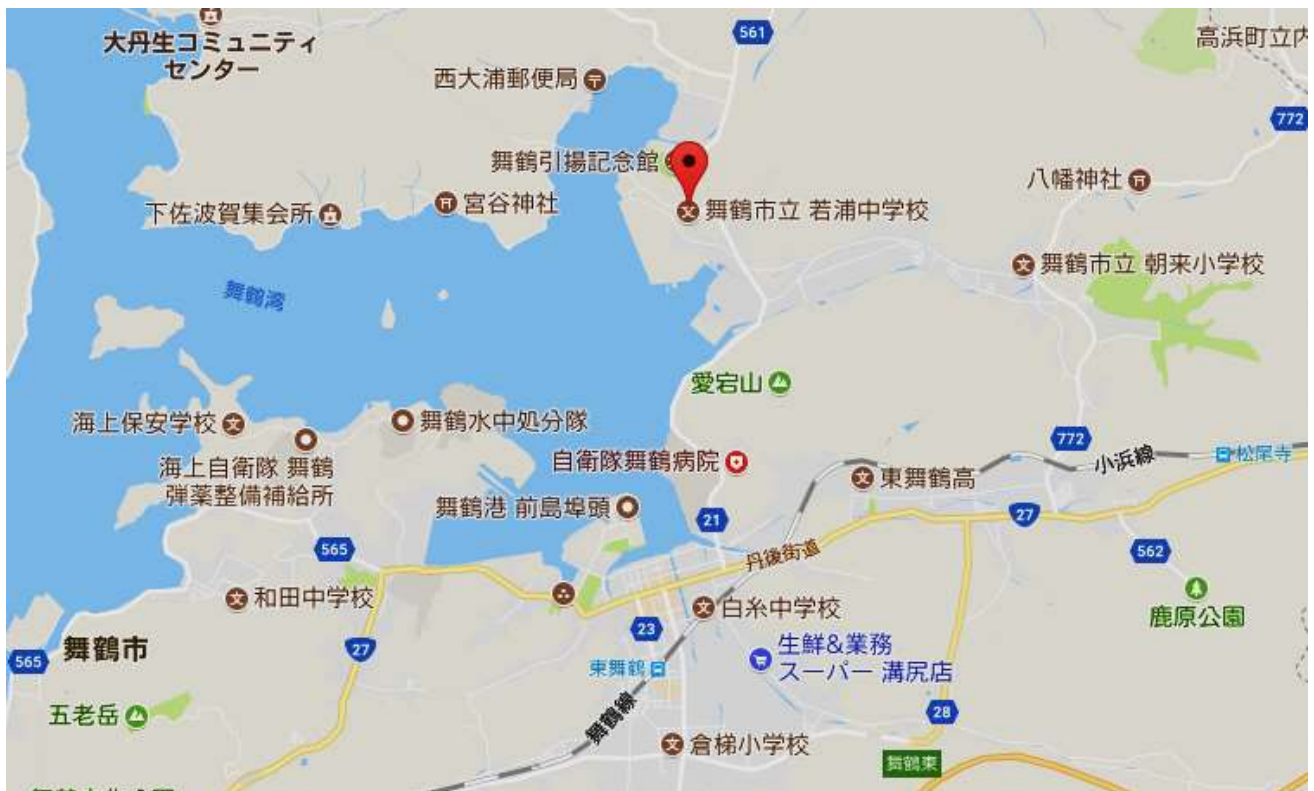 561
大丹生コミュニティ
センター
高浜町立内
西大浦郵便局
772
舞鶴引揚記念館
八幡神社
宮谷神社
下佐波賀集会所
舞鶴市立 若浦中学校
舞鶴市立 朝来小学校
舞鶴湾
愛宕山
海上保安学校
舞鶴水中処分隊
772
海上自衛隊 舞鶴
弾薬整備補給所
自衛隊舞鶴病院
小浜線
松尾寺
東舞鶴高
舞鶴港 前島埠頭
21
27
565
丹後街道
562
和田中学校
白糸中学校
鹿原公園
23
舞鶴市
27
565
生鮮&業務
スーパー 溝尻店
東舞鶴
五老岳
舞鶴線
28
倉梯小学校
舞鶴東